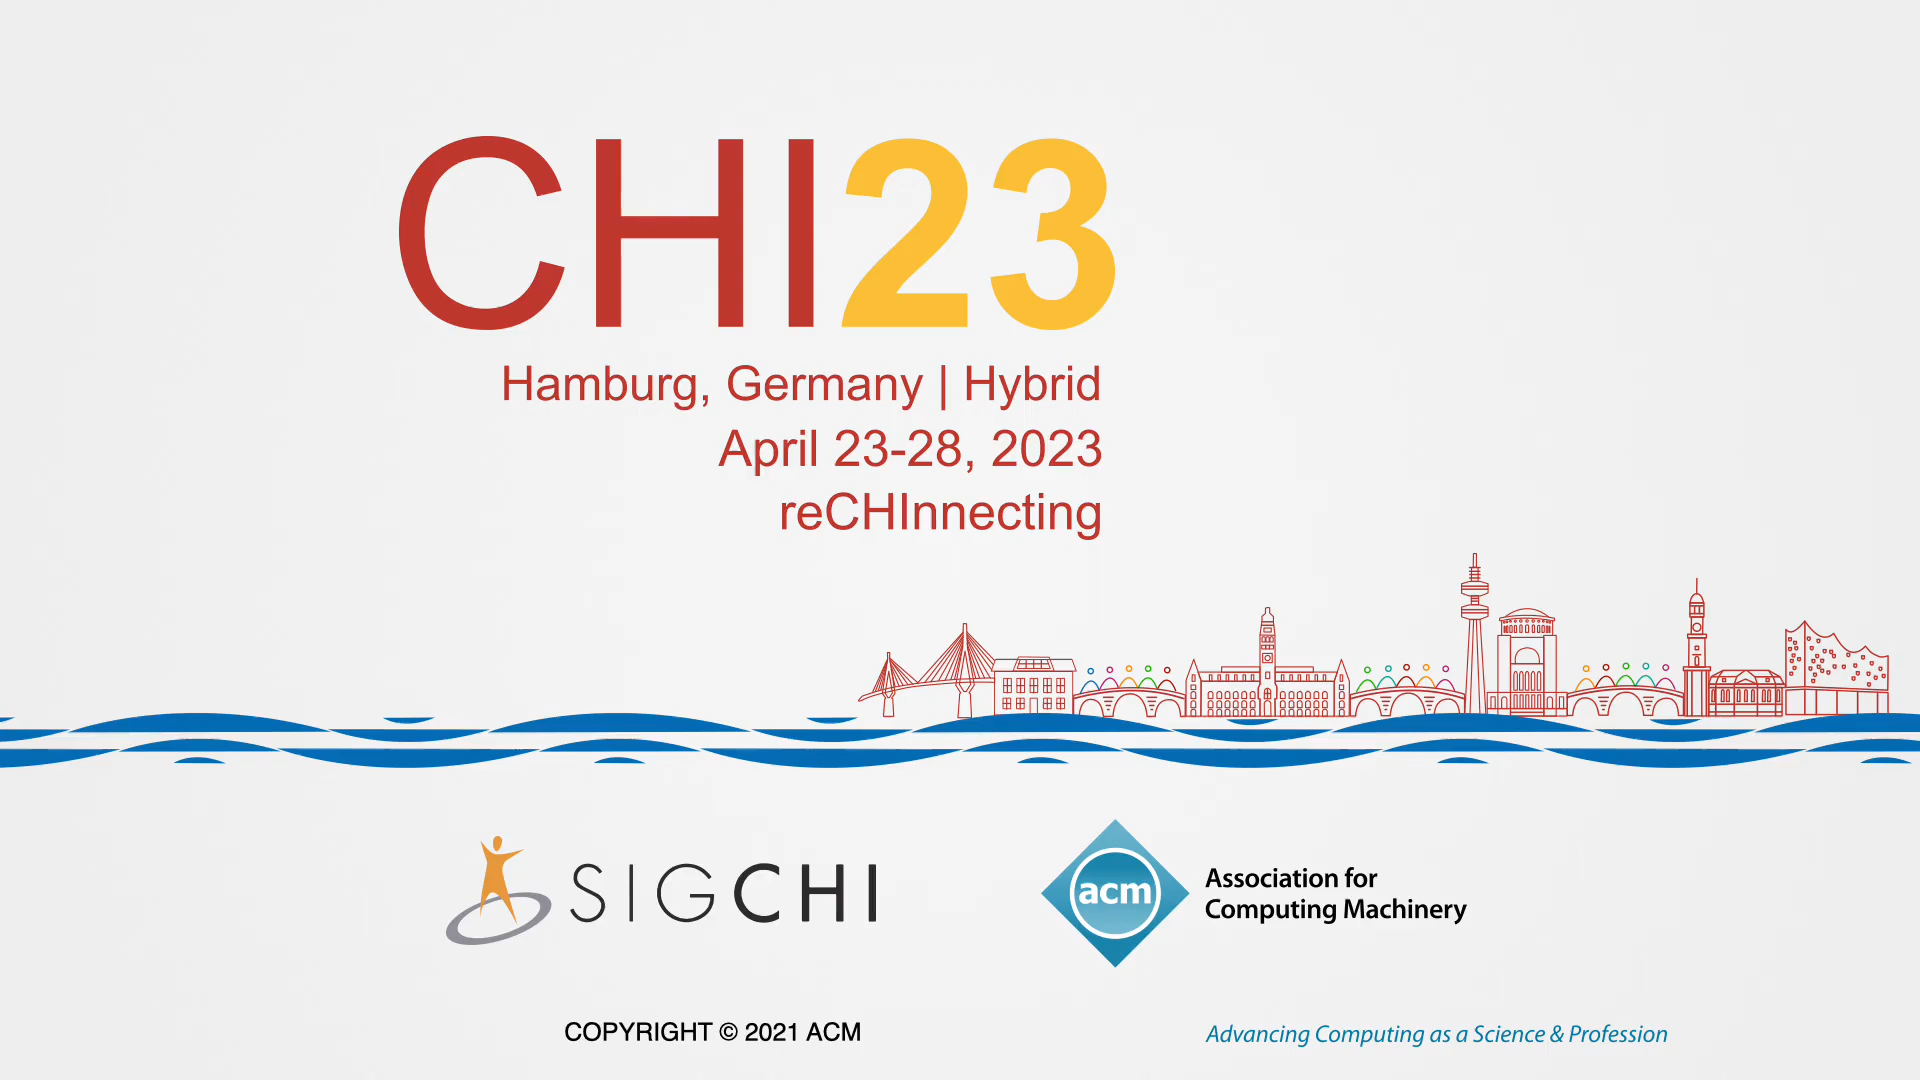 CHI23
Hamburg, Germany | Hybrid
April 23-28, 2023
reCHInnecting
SIGCHI
acm
Association for
Computing Machinery
COPYRIGHT © 2021 ACM
Advancing Computing as a Science & Profession